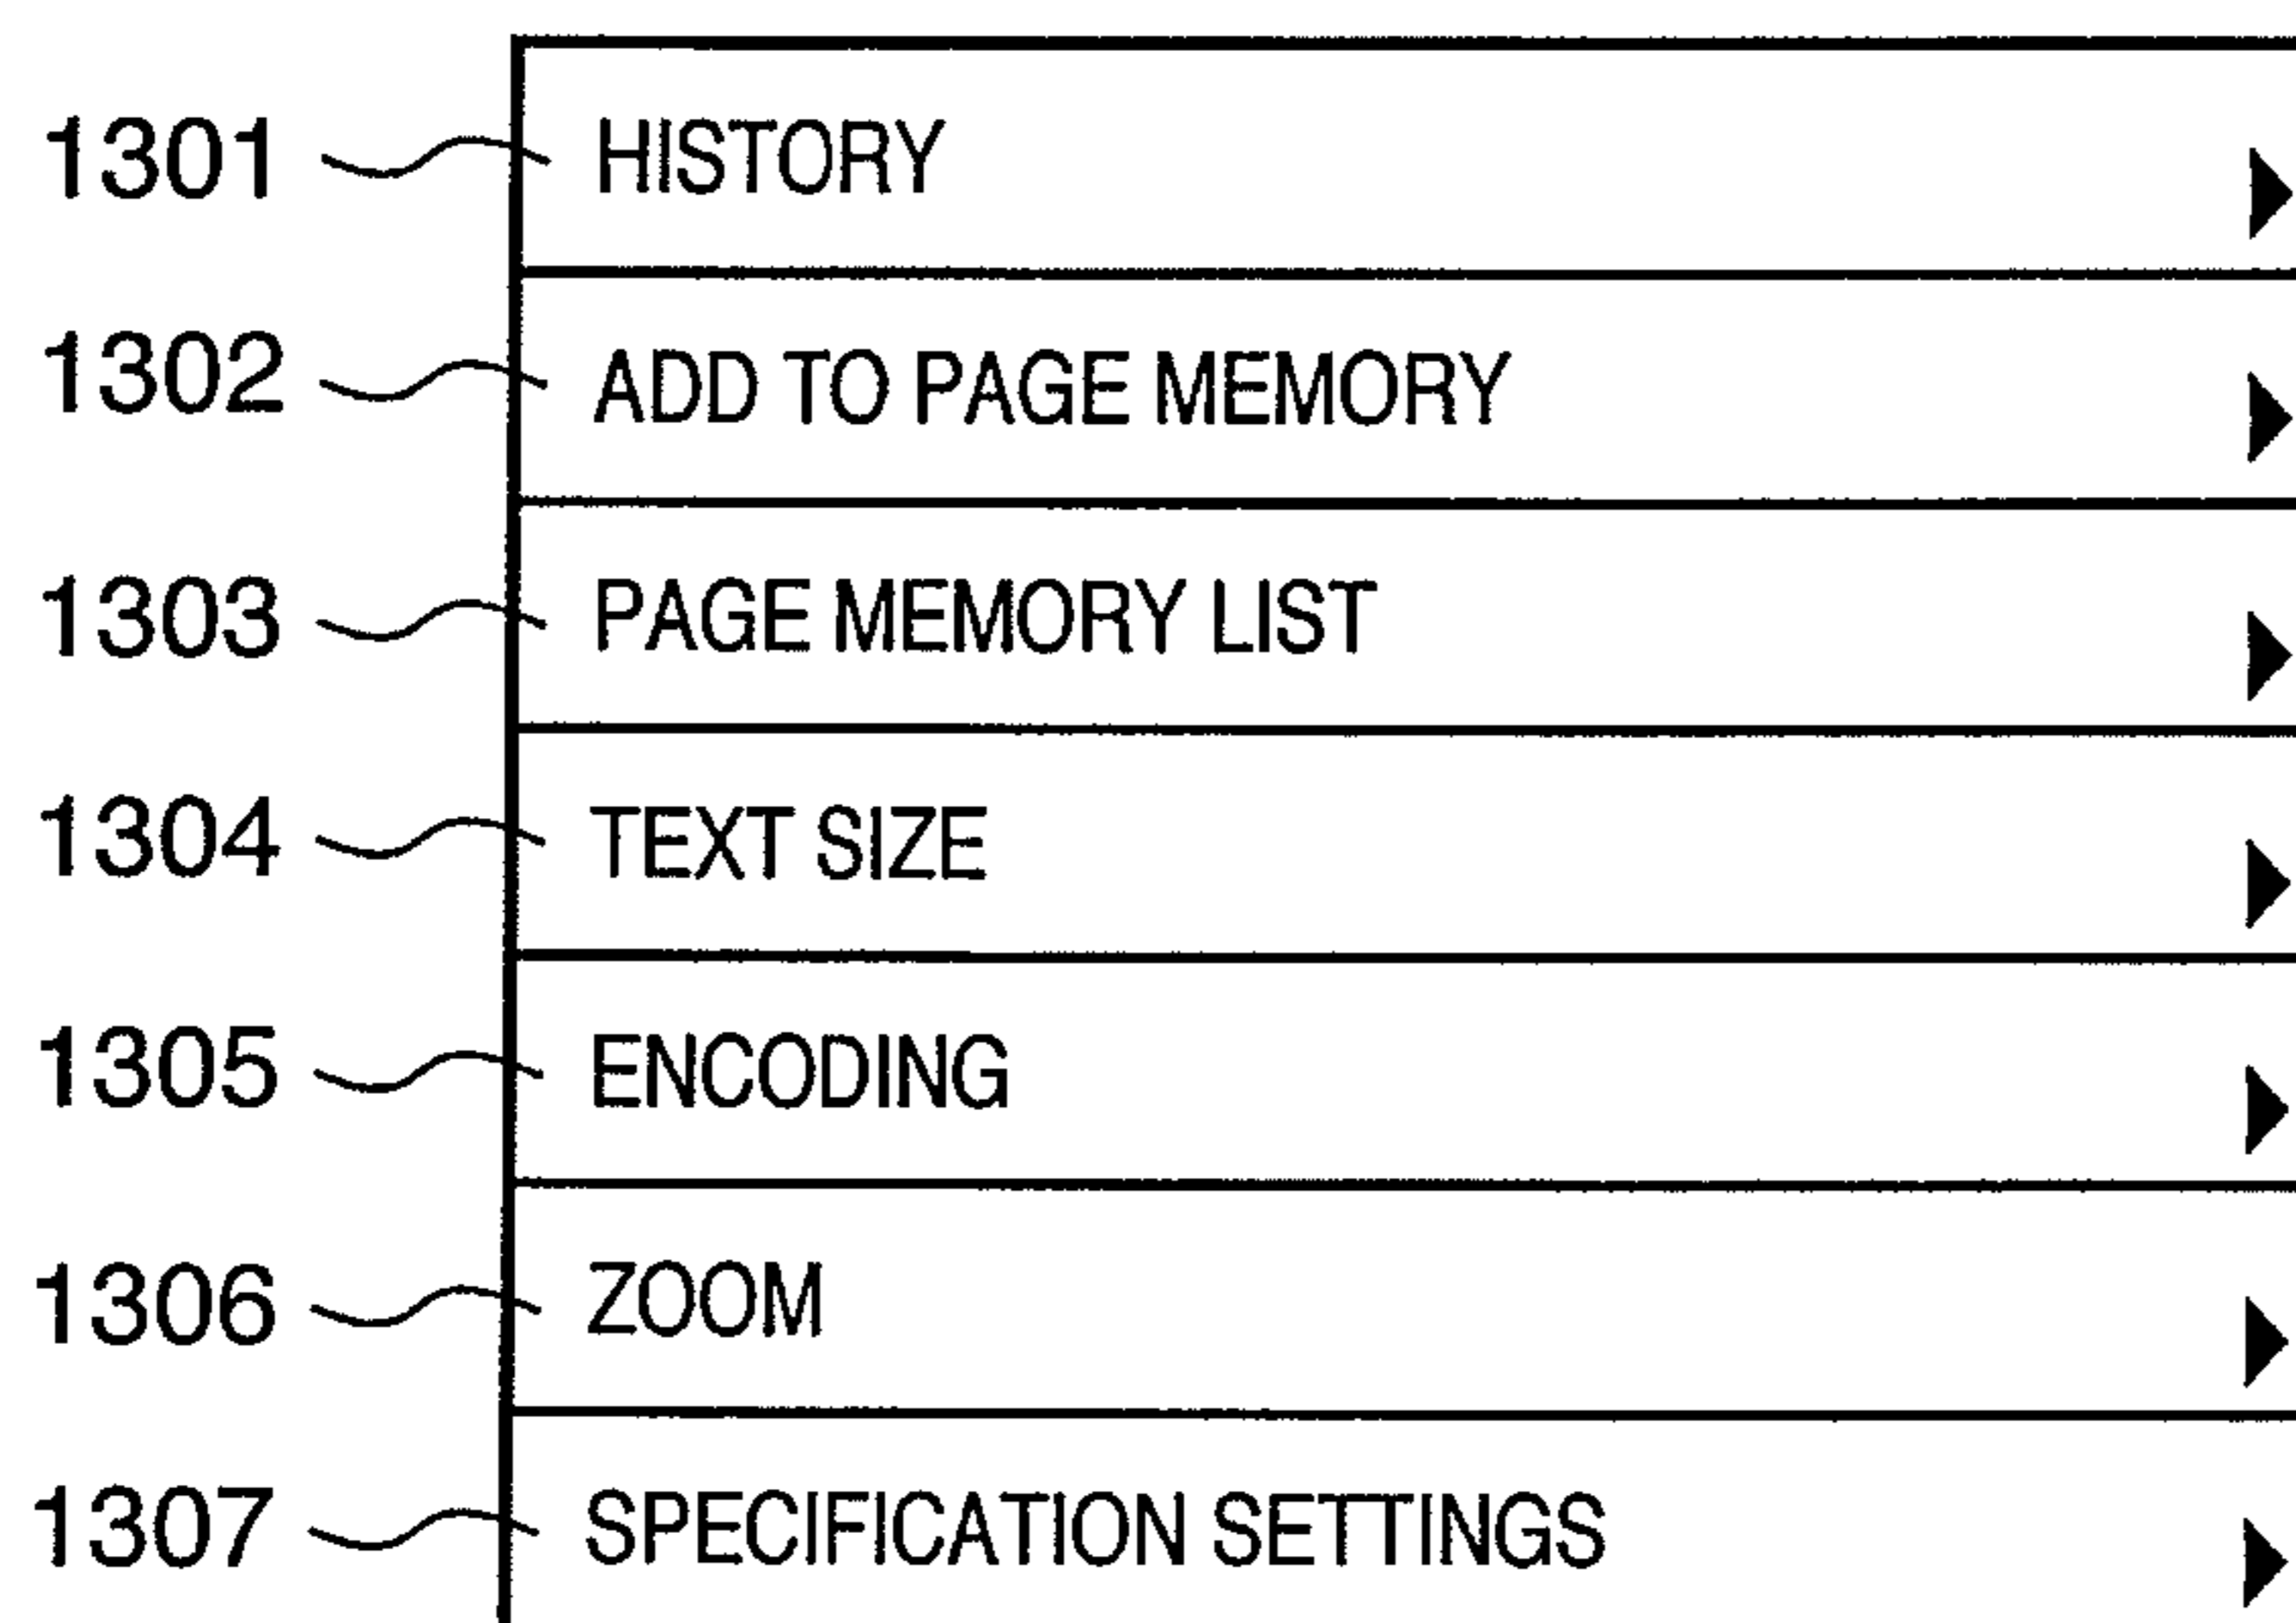 1301 HISTORY
1302 ADD TO PAGE MEMORY
1303 PAGE MEMORY LIST
1304 TEXT SIZE
1305 ENCODING
1306 ZOOM
1307 SPECIFICATION SETTINGS